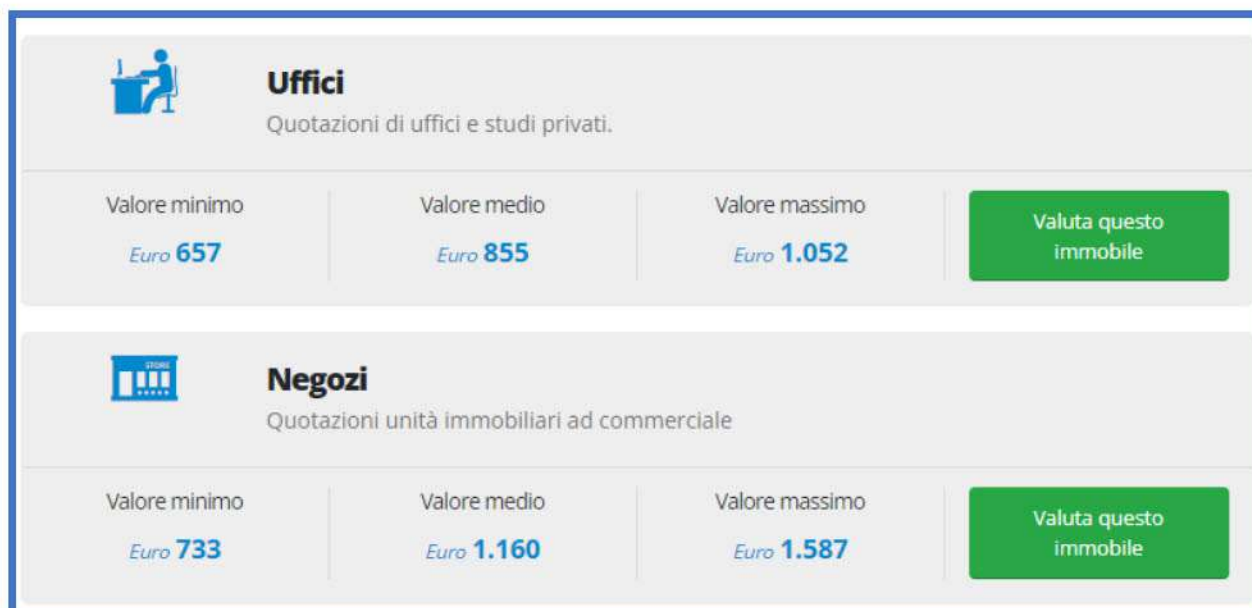 Uffici
Quotazioni di uffici e studi privati.
Valore minimo Valore medio Valore massimo
Euro 657 Euro 855 Euro 1.052
Valuta questo
immobile
STORE
Negozi
Quotazioni unità immobiliari ad commerciale
Valore minimo Valore medio Valore massimo
Euro 733 Euro 1.160 Euro 1.587
Valuta questo
immobile